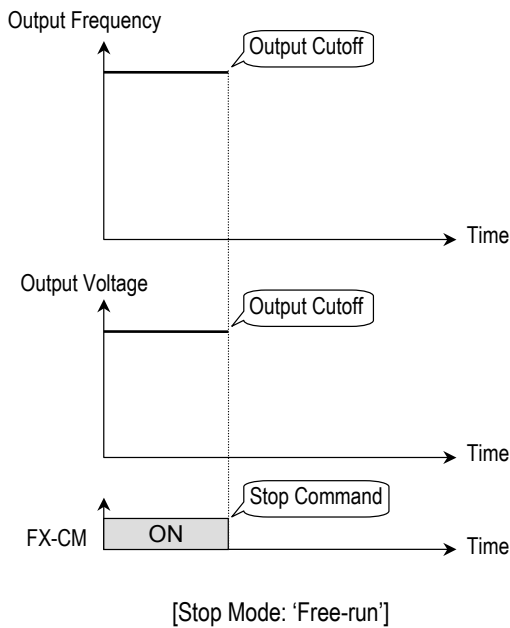 Output Frequency
Output Cutoff
Time
Output Voltage
Output Cutoff
Time
Stop Command
FX-CM
ON
Time
[Stop Mode: ‘Free-run’]